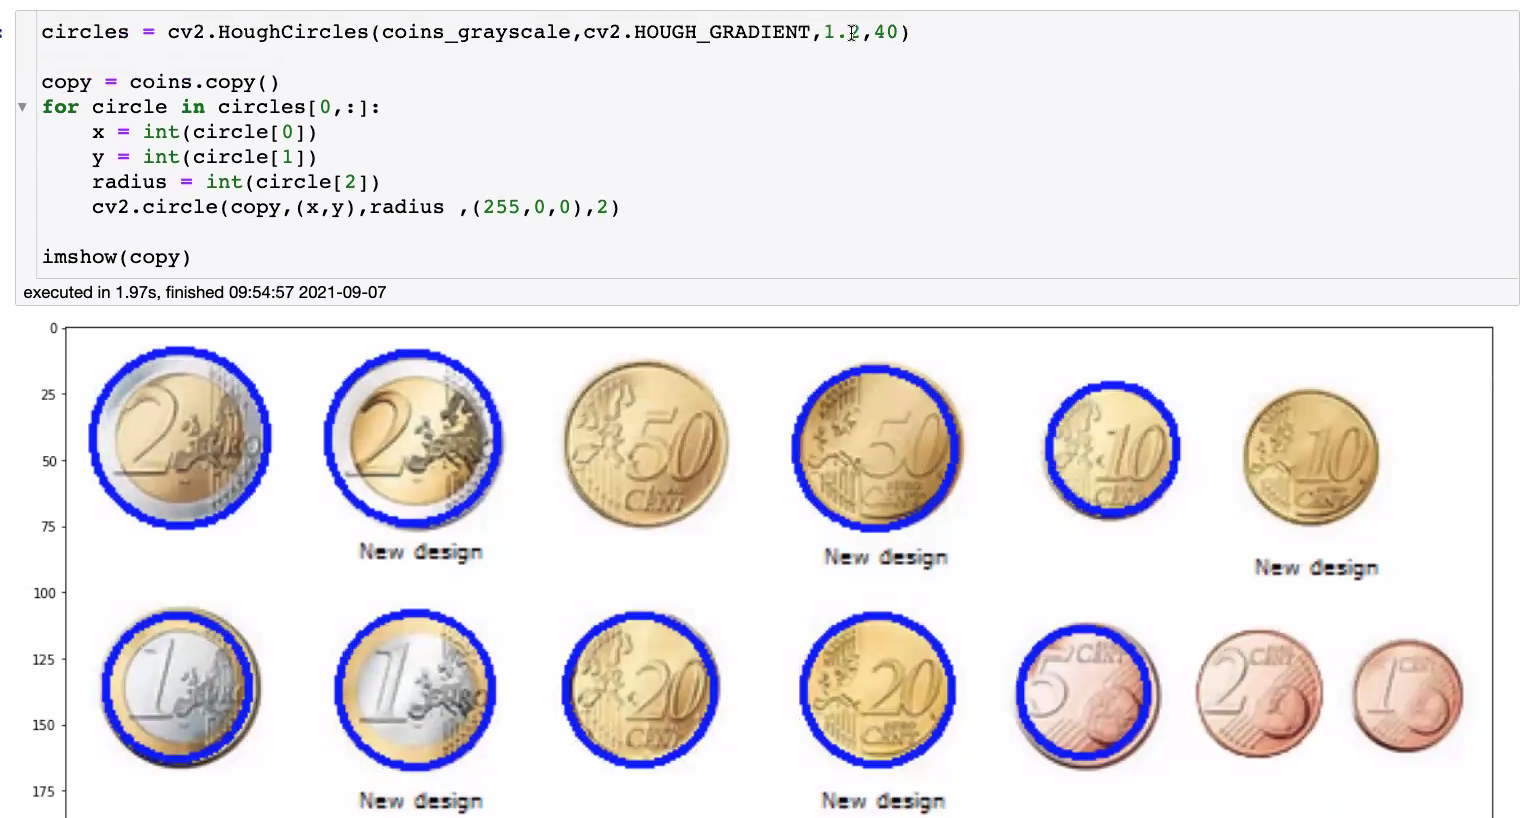 circles = cv2.HoughCircles(coins_grayscale,cv2.HOUGH_GRADIENT,1.2,40)
copy = coins.copy()
for circle in circles[0,:]:
    x = int(circle[0])
    y = int(circle[1])
    radius = int(circle[2])
    cv2.circle(copy,(x,y),radius ,(255,0,0),2)
imshow(copy)
executed in 1.97s, finished 09:54:57 2021-09-07
0
25
50
75
100
125
150
175
2 EURO
2
50 CENT
50 EURO CENT
10 CENT
10 CENT
New design
New design
New design
1
1
20 CENT
20 EURO CENT
5 CENT
2 CENT
1 CENT
New design
New design